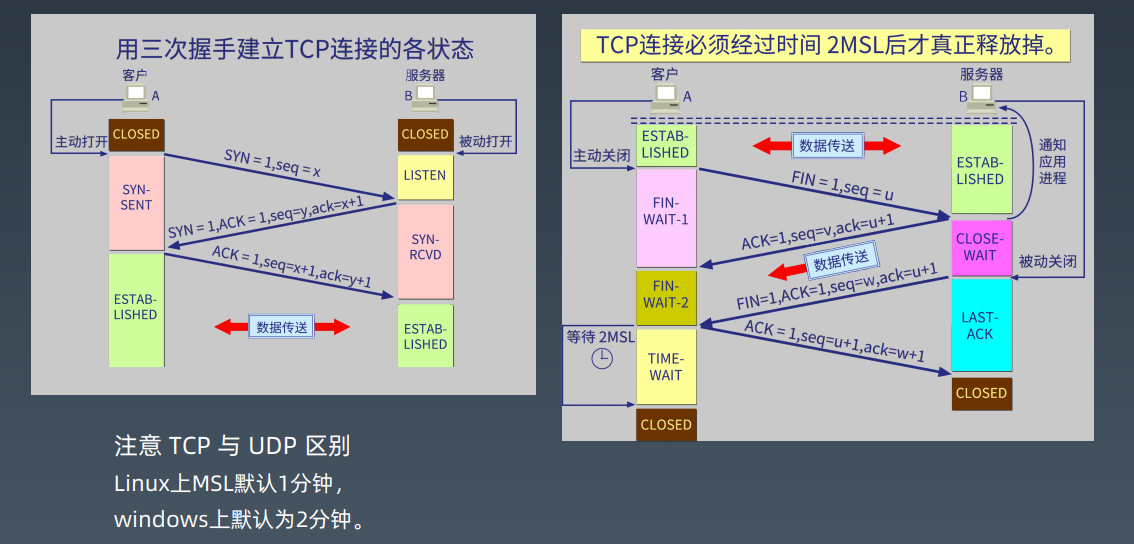 用三次握手建立TCP连接的各状态
客户
服务器
A
B
主动打开
CLOSED
CLOSED
被动打开
SYN = 1,seq = x
LISTEN
SYN-
SENT
SYN = 1,ACK = 1,seq=y,ack=x+1
SYN-
RCVD
ACK = 1,seq=x+1,ack=y+1
ESTAB-
LISHED
数据传送
ESTAB-
LISHED
TCP连接必须经过时间 2MSL后才真正释放掉。
客户
服务器
A
B
主动关闭
ESTAB-
LISHED
数据传送
ESTAB-
LISHED
通知
应用
进程
FIN = 1,seq = u
FIN-
WAIT-1
ACK=1,seq=v,ack=u+1
CLOSE-
WAIT
数据传送
被动关闭
FIN-
WAIT-2
FIN=1,ACK=1,seq=w,ack=u+1
LAST-
ACK
等待 2MSL
ACK = 1,seq=u+1,ack=w+1
TIME-
WAIT
CLOSED
CLOSED
注意 TCP 与 UDP 区别
Linux上MSL默认1分钟，
windows上默认为2分钟。